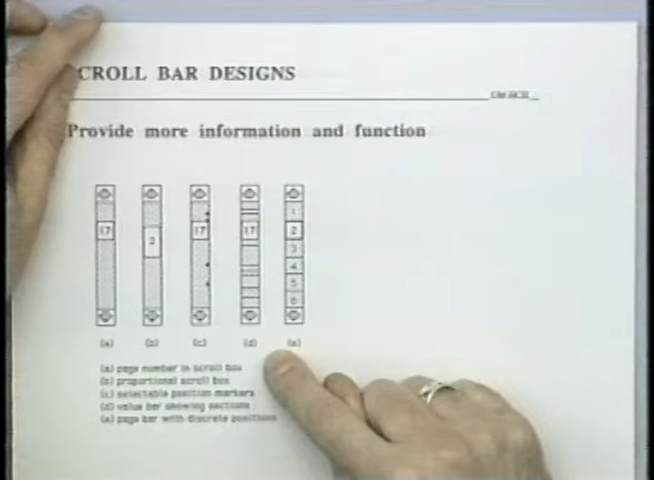 CROLL BAR DESIGNS
UM HCIL
Provide more information and function
17 2 17 17 1
2
3
4
5
6
(a) (b) (c) (d) (e)
(a) page number in scroll box
(b) proportional scroll box
(c) selectable position markers
(d) value bar showing sections
(e) page bar with discrete positions